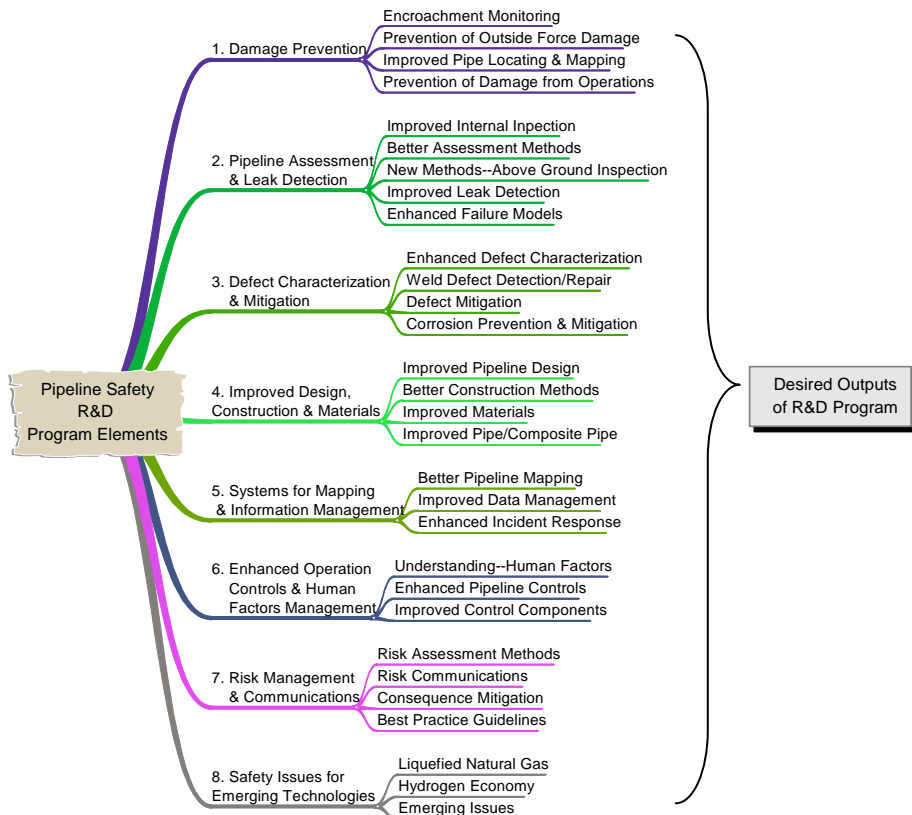 Pipeline Safety
R&D
Program Elements
1. Damage Prevention
Encroachment Monitoring
Prevention of Outside Force Damage
Improved Pipe Locating & Mapping
Prevention of Damage from Operations
2. Pipeline Assessment
& Leak Detection
Improved Internal Inpection
Better Assessment Methods
New Methods--Above Ground Inspection
Improved Leak Detection
Enhanced Failure Models
3. Defect Characterization
& Mitigation
Enhanced Defect Characterization
Weld Defect Detection/Repair
Defect Mitigation
Corrosion Prevention & Mitigation
4. Improved Design,
Construction & Materials
Improved Pipeline Design
Better Construction Methods
Improved Materials
Improved Pipe/Composite Pipe
5. Systems for Mapping
& Information Management
Better Pipeline Mapping
Improved Data Management
Enhanced Incident Response
6. Enhanced Operation
Controls & Human
Factors Management
Understanding--Human Factors
Enhanced Pipeline Controls
Improved Control Components
7. Risk Management
& Communications
Risk Assessment Methods
Risk Communications
Consequence Mitigation
Best Practice Guidelines
8. Safety Issues for
Emerging Technologies
Liquefied Natural Gas
Hydrogen Economy
Emerging Issues
Desired Outputs
of R&D Program